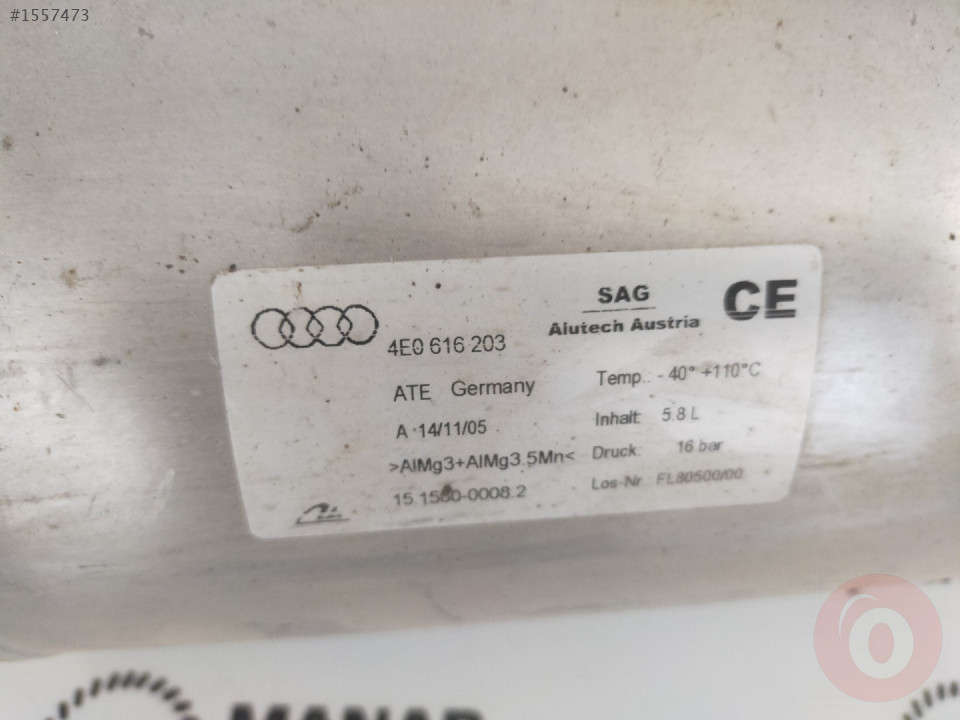 #1557473
SAG
Alutech Austria
CE
4E0 616 203
ATE Germany
A 14/11/05
>AlMg3+AlMg3.5Mn<
15.1580-0008.2
Temp.: - 40° +110°C
Inhalt: 5.8 L
Druck: 16 bar
Los-Nr.: FL80500/00